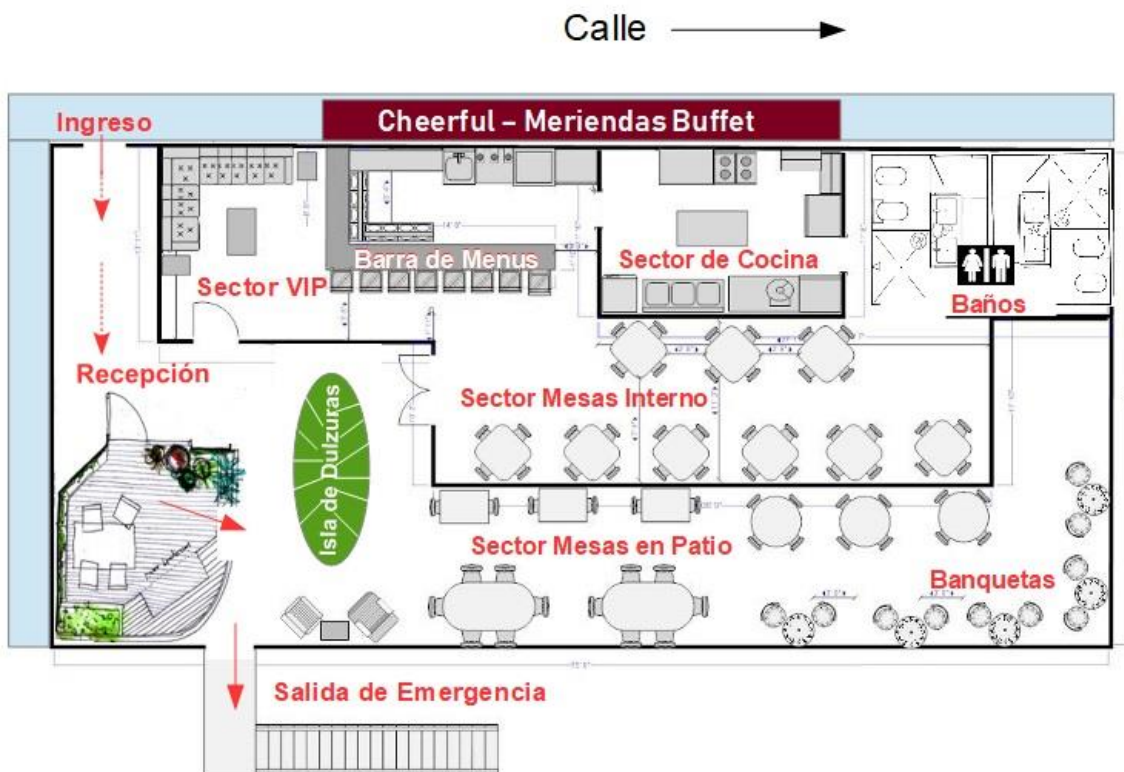 Calle
Cheerful – Meriendas Buffet
Ingreso
Barra de Menus
Sector de Cocina
Sector VIP
Baños
Recepción
Sector Mesas Interno
Isla de Dulzuras
Sector Mesas en Patio
Banquetas
Salida de Emergencia